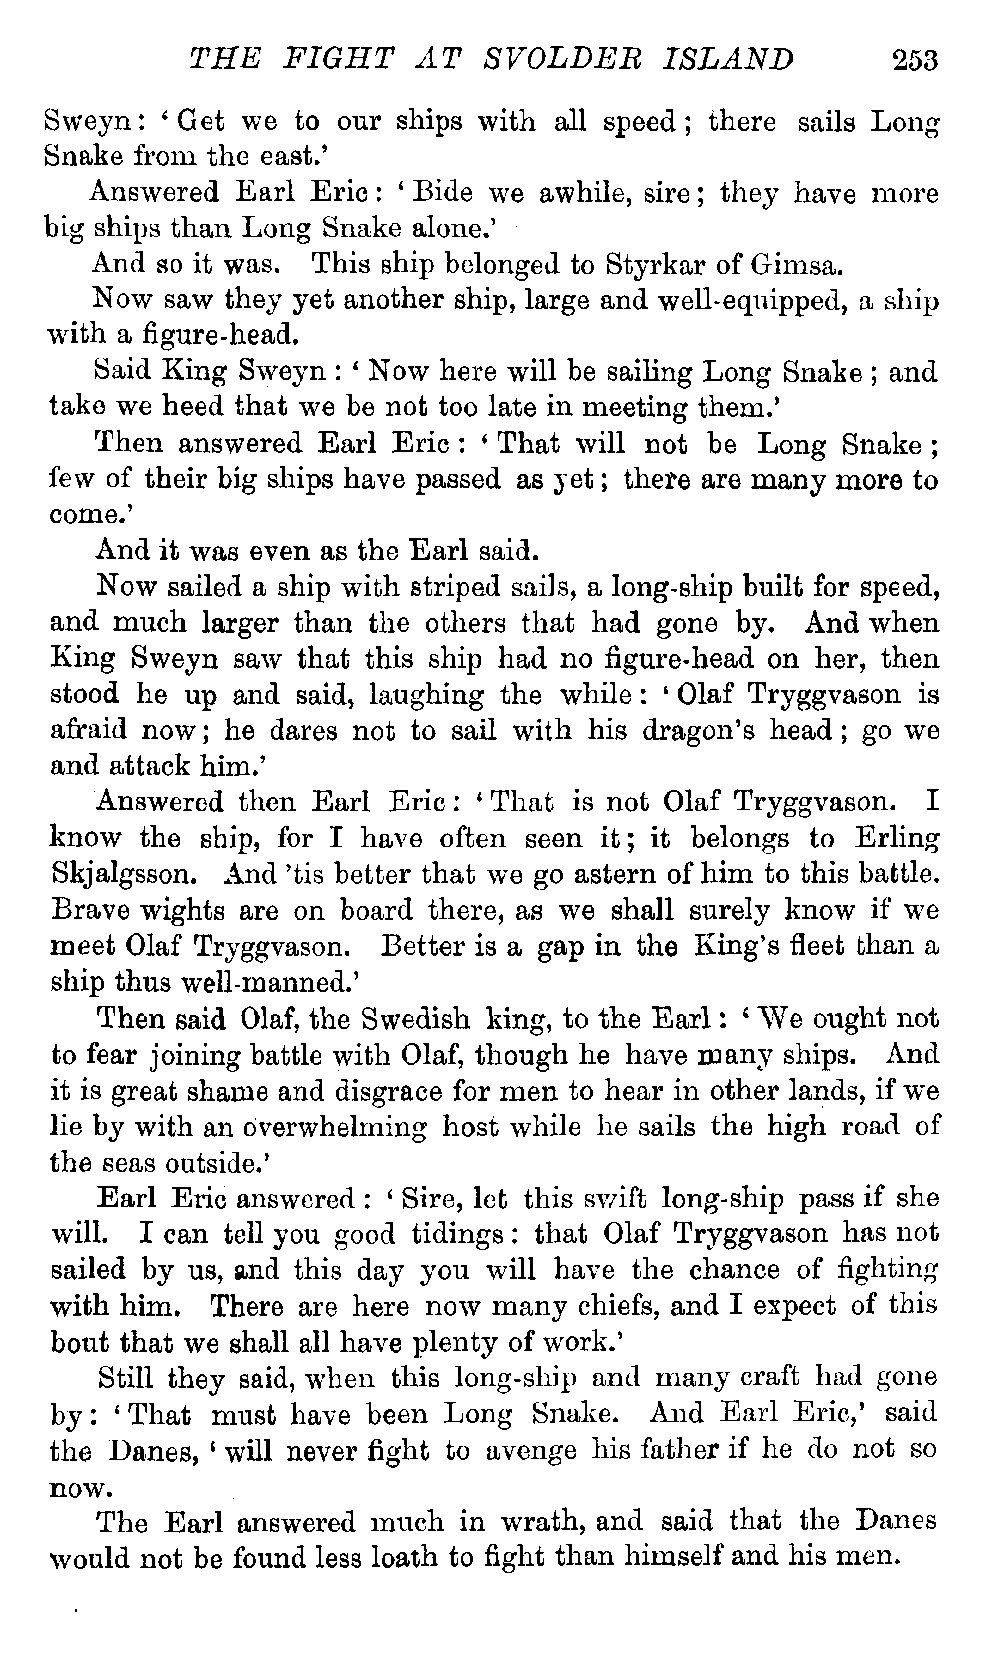 THE FIGHT AT SVOLDER ISLAND 253
Sweyn: ‘Get we to our ships with all speed; there sails Long
Snake from the east.’
Answered Earl Eric: ‘Bide we awhile, sire; they have more
big ships than Long Snake alone.’
And so it was. This ship belonged to Styrkar of Gimsa.
Now saw they yet another ship, large and well-equipped, a ship
with a figure-head.
Said King Sweyn: ‘Now here will be sailing Long Snake; and
take we heed that we be not too late in meeting them.’
Then answered Earl Eric: ‘That will not be Long Snake;
few of their big ships have passed as yet; there are many more to
come.’
And it was even as the Earl said.
Now sailed a ship with striped sails, a long-ship built for speed,
and much larger than the others that had gone by. And when
King Sweyn saw that this ship had no figure-head on her, then
stood he up and said, laughing the while: ‘Olaf Tryggvason is
afraid now; he dares not to sail with his dragon’s head; go we
and attack him.’
Answered then Earl Eric: ‘That is not Olaf Tryggvason. I
know the ship, for I have often seen it; it belongs to Erling
Skjalgsson. And ’tis better that we go astern of him to this battle.
Brave wights are on board there, as we shall surely know if we
meet Olaf Tryggvason. Better is a gap in the King’s fleet than a
ship thus well-manned.’
Then said Olaf, the Swedish king, to the Earl: ‘We ought not
to fear joining battle with Olaf, though he have many ships. And
it is great shame and disgrace for men to hear in other lands, if we
lie by with an overwhelming host while he sails the high road of
the seas outside.’
Earl Eric answered: ‘Sire, let this swift long-ship pass if she
will. I can tell you good tidings: that Olaf Tryggvason has not
sailed by us, and this day you will have the chance of fighting
with him. There are here now many chiefs, and I expect of this
bout that we shall all have plenty of work.’
Still they said, when this long-ship and many craft had gone
by: ‘That must have been Long Snake. And Earl Eric,’ said
the Danes, ‘will never fight to avenge his father if he do not so
now.
The Earl answered much in wrath, and said that the Danes
would not be found less loath to fight than himself and his men.